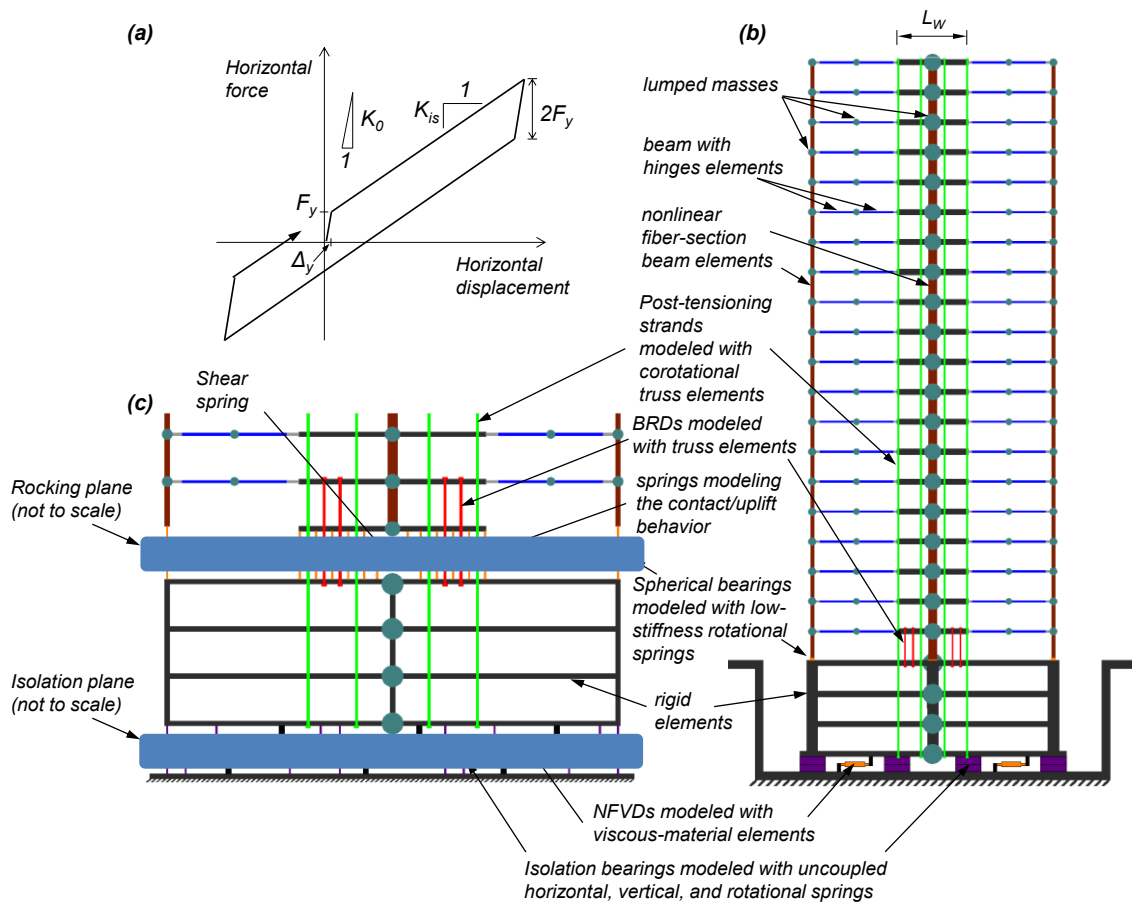 (a)
Horizontal
force
K0
1
1
Kis
2Fy
Fy
Δy
Horizontal
displacement
LW
(b)
lumped masses
beam with
hinges elements
nonlinear
fiber-section
beam elements
Post-tensioning
strands
modeled with
corotational
truss elements
BRDs modeled
with truss elements
springs modeling
the contact/uplift
behavior
Spherical bearings
modeled with low-
stiffness rotational
springs
rigid
elements
(c)
Shear
spring
Rocking plane
(not to scale)
Isolation plane
(not to scale)
NFVDs modeled with
viscous-material elements
Isolation bearings modeled with uncoupled
horizontal, vertical, and rotational springs